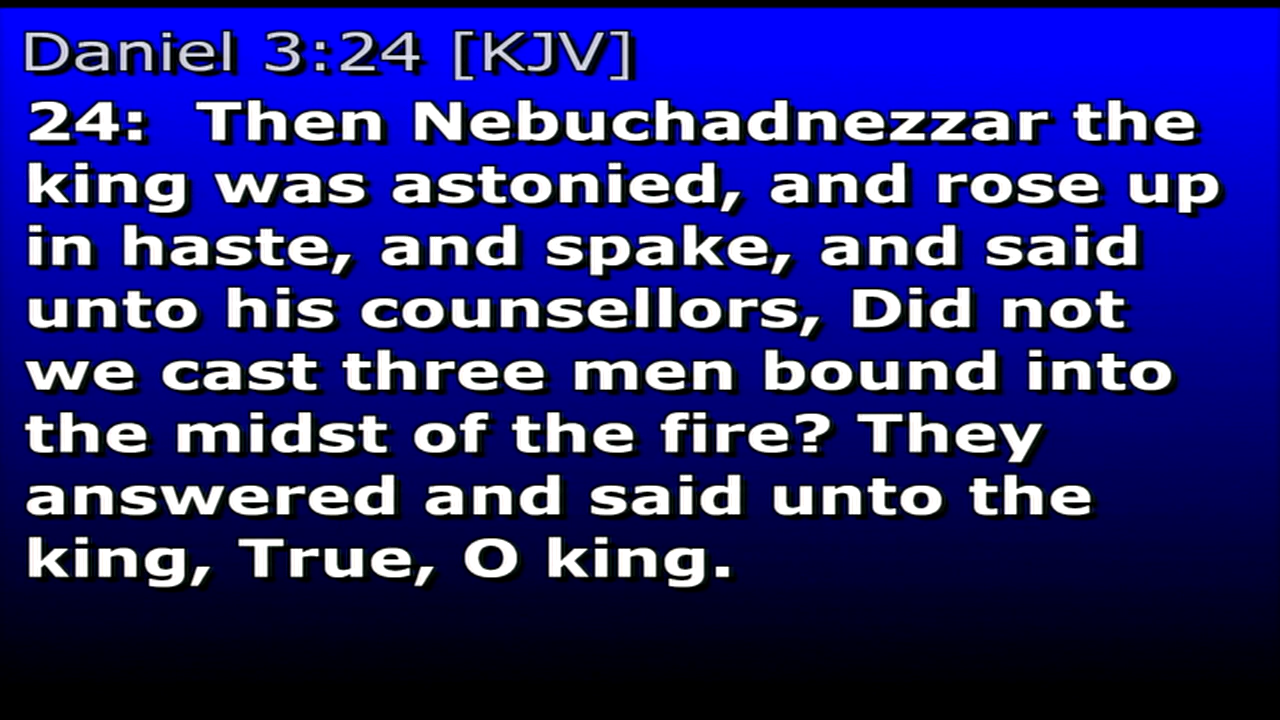 Daniel 3:24 [KJV]
24: Then Nebuchadnezzar the
king was astonied, and rose up
in haste, and spake, and said
unto his counsellors, Did not
we cast three men bound into
the midst of the fire? They
answered and said unto the
king, True, O king.